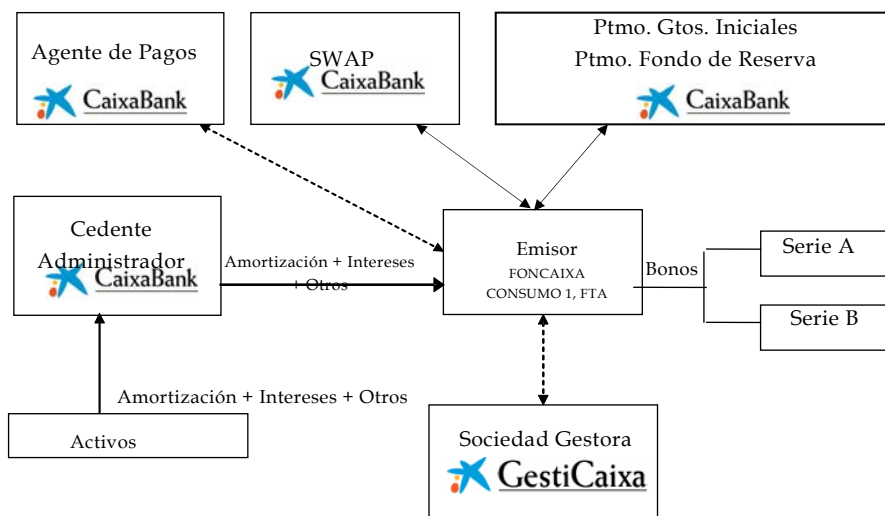 Agente de Pagos
CaixaBank
SWAP
CaixaBank
Ptmo. Gtos. Iniciales
Ptmo. Fondo de Reserva
CaixaBank
Cedente
Administrador
CaixaBank
Amortización + Intereses
+ Otros
Emisor
FONCAIXA
CONSUMO 1, FTA
Bonos
Serie A
Serie B
Amortización + Intereses + Otros
Activos
Sociedad Gestora
GestiCaixa